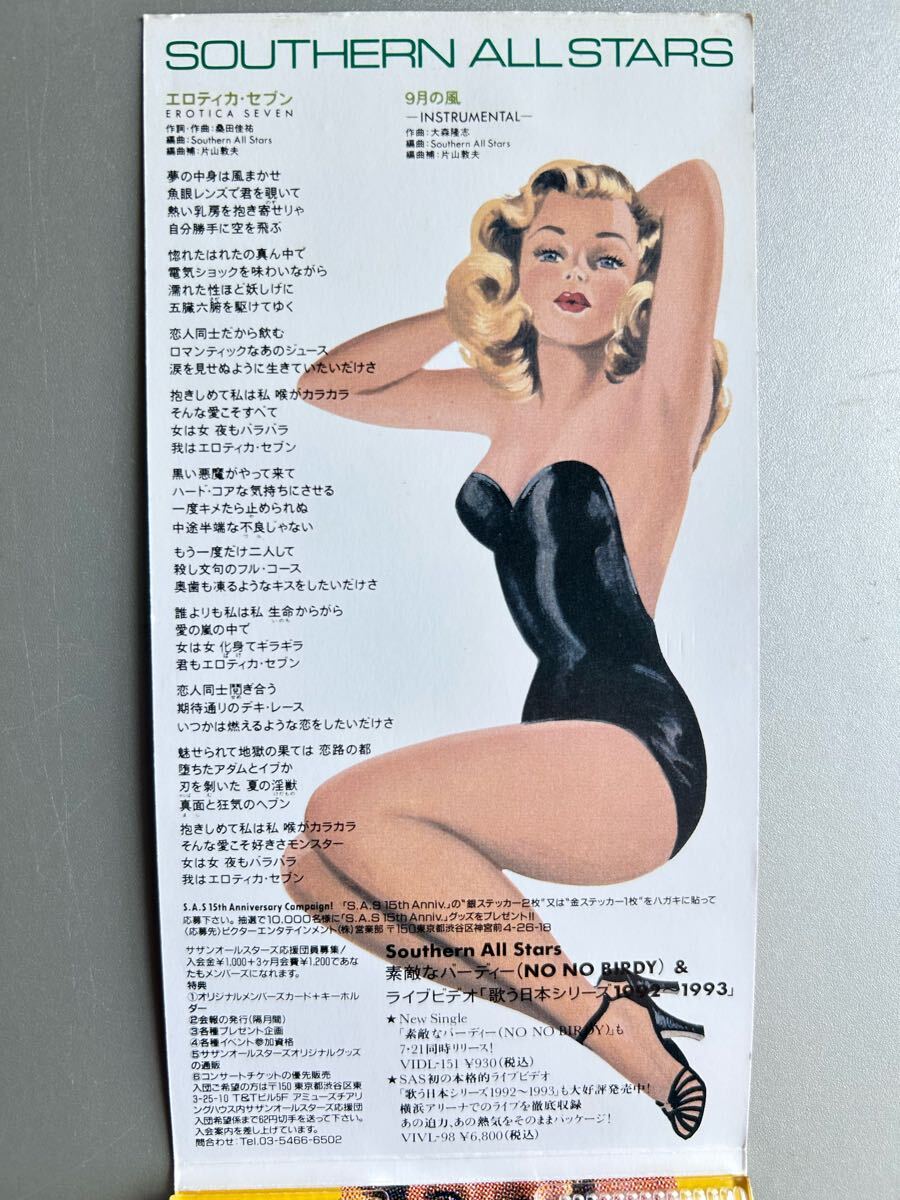 SOUTHERN ALL STARS
エロティカ・セブン
EROTICA SEVEN
作詞・作曲:桑田佳祐
編曲:Southern All Stars
編曲補:片山敦夫
9月の風
—INSTRUMENTAL—
作曲:大森隆志
編曲:Southern All Stars
編曲補:片山敦夫
夢の中身は風まかせ
魚眼レンズで君を覗いて
熱い乳房を抱き寄せりゃ
自分勝手に空を飛ぶ
惚れたはれたの真ん中で
電気ショックを味わいながら
濡れた性ほど妖しげに
五臓六腑を駆けてゆく
恋人同士だから飲む
ロマンティックなあのジュース
涙を見せぬように生きていたいだけさ
抱きしめて私は私 喉がカラカラ
そんな愛こそすべて
女は女 夜もバラバラ
我はエロティカ・セブン
黒い悪魔がやって来て
ハード・コアな気持ちにさせる
一度キメたら止められぬ
中途半端な不良じゃない
もう一度だけ二人して
殺し文句のフル・コース
奥歯も凍るようなキスをしたいだけさ
誰よりも私は私 生命からがら
愛の嵐の中で
女は女 化身てギラギラ
君もエロティカ・セブン
恋人同士鬩ぎ合う
期待通りのデキ・レース
いつかは燃えるような恋をしたいだけさ
魅せられて地獄の果ては 恋路の都
堕ちたアダムとイブか
刃を剝いた 夏の淫獣
真面と狂気のヘブン
抱きしめて私は私 喉がカラカラ
そんな愛こそ好きさモンスター
女は女 夜もバラバラ
我はエロティカ・セブン
S.A.S 15th Anniversary Campaign! 「S.A.S 15th Anniv.」の"銀ステッカー2枚"又は"金ステッカー1枚"をハガキに貼って
応募下さい。抽選で10,000名様に「S.A.S 15th Anniv.」グッズをプレゼント!!
〈応募先〉ビクターエンタテインメント(株)営業部 〒150東京都渋谷区神宮前4-26-18
サザンオールスターズ応援団員募集/
入会金¥1,000+3ヶ月会費¥1,200であな
たもメンバーズになれます。
特典
①オリジナルメンバーズカード+キーホル
ダー
②会報の発行(隔月間)
③各種プレゼント企画
④各種イベント参加資格
⑤サザンオールスターズオリジナルグッズ
の通販
⑥コンサートチケットの優先販売
入団ご希望の方は〒150 東京都渋谷区東
3-25-10 T&Tビル5F アミューズチアリ
ングハウス内サザンオールスターズ応援団
入団希望係まで62円切手を送って下さい。
入会案内を差し上げています。
問合わせ:Tel.03-5466-6502
Southern All Stars
素敵なバーディー(NO NO BIRDY) &
ライブビデオ「歌う日本シリーズ1992〜1993」
★New Single
「素敵なバーディー(NO NO BIRDY)」も
7・21同時リリース!
VIDL-151 ¥930(税込)
★SAS初の本格的ライブビデオ
「歌う日本シリーズ1992〜1993」も大好評発売中!
横浜アリーナでのライブを徹底収録
あの迫力、あの熱気をそのままパッケージ!
VIVL-98 ¥6,800(税込)